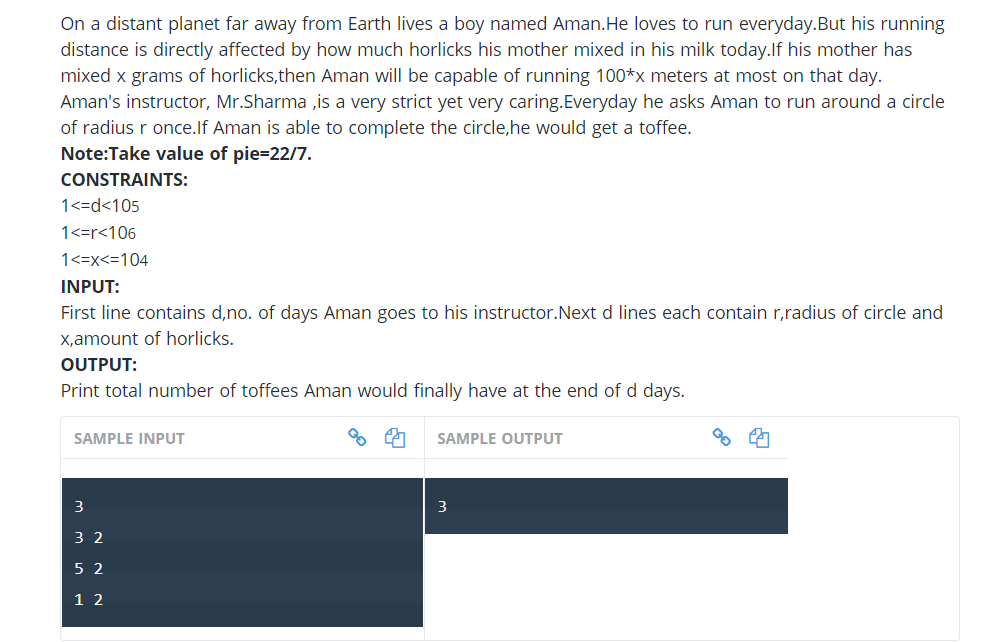 On a distant planet far away from Earth lives a boy named Aman.He loves to run everyday.But his running
distance is directly affected by how much horlicks his mother mixed in his milk today.If his mother has
mixed x grams of horlicks,then Aman will be capable of running 100*x meters at most on that day.
Aman's instructor, Mr.Sharma ,is a very strict yet very caring.Everyday he asks Aman to run around a circle
of radius r once.If Aman is able to complete the circle,he would get a toffee.
Note:Take value of pie=22/7.
CONSTRAINTS:
1<=d<105
1<=r<106
1<=x<=104
INPUT:
First line contains d,no. of days Aman goes to his instructor.Next d lines each contain r,radius of circle and
x,amount of horlicks.
OUTPUT:
Print total number of toffees Aman would finally have at the end of d days.
SAMPLE INPUT
3
3 2
5 2
1 2
SAMPLE OUTPUT
3